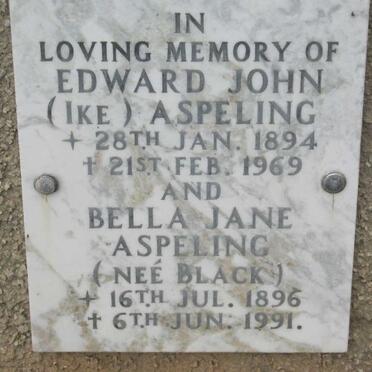 IN
LOVING MEMORY OF
EDWARD JOHN
(IKE) ASPELING
+ 28TH JAN. 1894
† 21ST FEB. 1969
AND
BELLA JANE
ASPELING
(NEÉ BLACK)
+ 16TH JUL. 1896
† 6TH JUN. 1991.